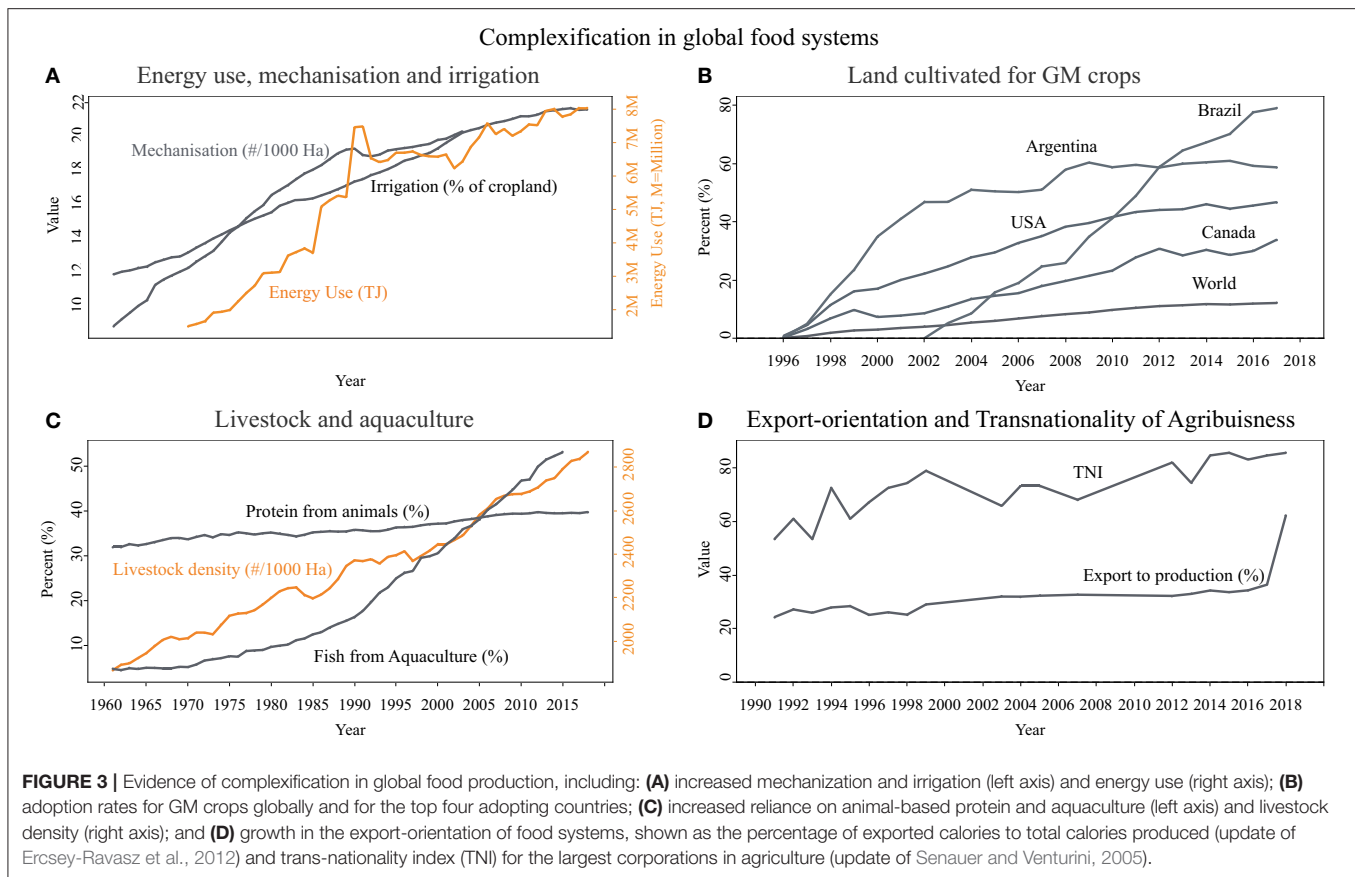 Complexification in global food systems
A Energy use, mechanisation and irrigation
22
20
18
16
14
12
10
Value
Mechanisation (#/1000 Ha)
Irrigation (% of cropland)
Energy Use (TJ)
8M
7M
6M
5M
4M
3M
2M
Energy Use (TJ, M=Million)
Year
B Land cultivated for GM crops
80
60
40
20
0
Percent (%)
Brazil
Argentina
USA
Canada
World
1996 1998 2000 2002 2004 2006 2008 2010 2012 2014 2016 2018
Year
C Livestock and aquaculture
50
40
30
20
10
Percent (%)
Protein from animals (%)
Livestock density (#/1000 Ha)
Fish from Aquaculture (%)
2800
2600
2400
2200
2000
1960 1965 1970 1975 1980 1985 1990 1995 2000 2005 2010 2015
Year
D Export-orientation and Transnationality of Agribuisness
80
60
40
20
0
Value
TNI
Export to production (%)
1990 1992 1994 1996 1998 2000 2002 2004 2006 2008 2010 2012 2014 2016 2018
Year
FIGURE 3 | Evidence of complexification in global food production, including: (A) increased mechanization and irrigation (left axis) and energy use (right axis); (B)
adoption rates for GM crops globally and for the top four adopting countries; (C) increased reliance on animal-based protein and aquaculture (left axis) and livestock
density (right axis); and (D) growth in the export-orientation of food systems, shown as the percentage of exported calories to total calories produced (update of
Ercsey-Ravasz et al., 2012) and trans-nationality index (TNI) for the largest corporations in agriculture (update of Senauer and Venturini, 2005).